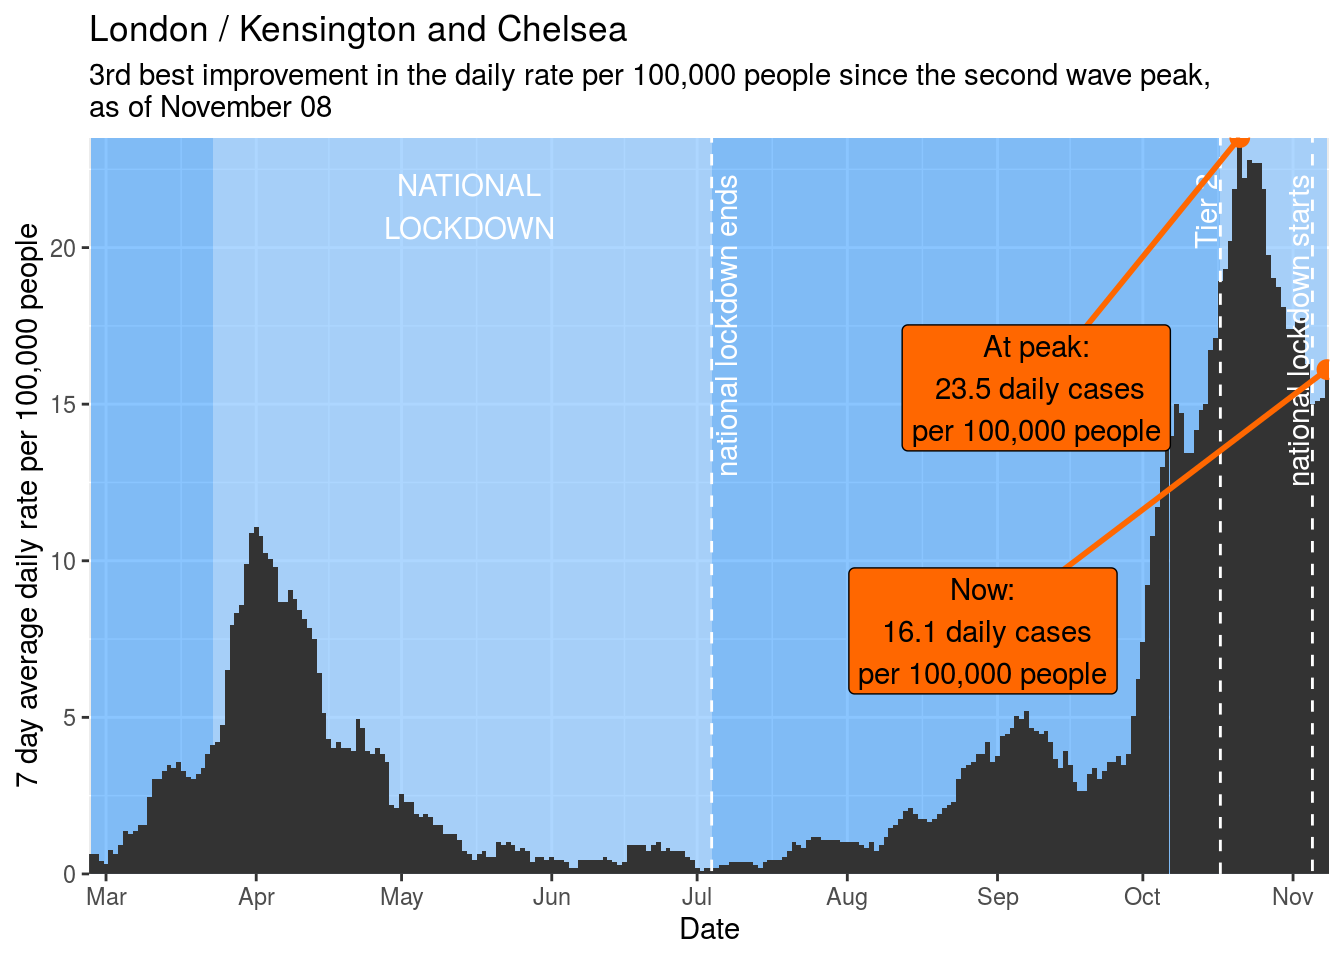 London / Kensington and Chelsea
3rd best improvement in the daily rate per 100,000 people since the second wave peak,
as of November 08
7 day average daily rate per 100,000 people
20
15
10
5
0
NATIONAL
LOCKDOWN
national lockdown ends
Tier 2
national lockdown starts
At peak:
23.5 daily cases
per 100,000 people
Now:
16.1 daily cases
per 100,000 people
Mar
Apr
May
Jun
Jul
Aug
Sep
Oct
Nov
Date